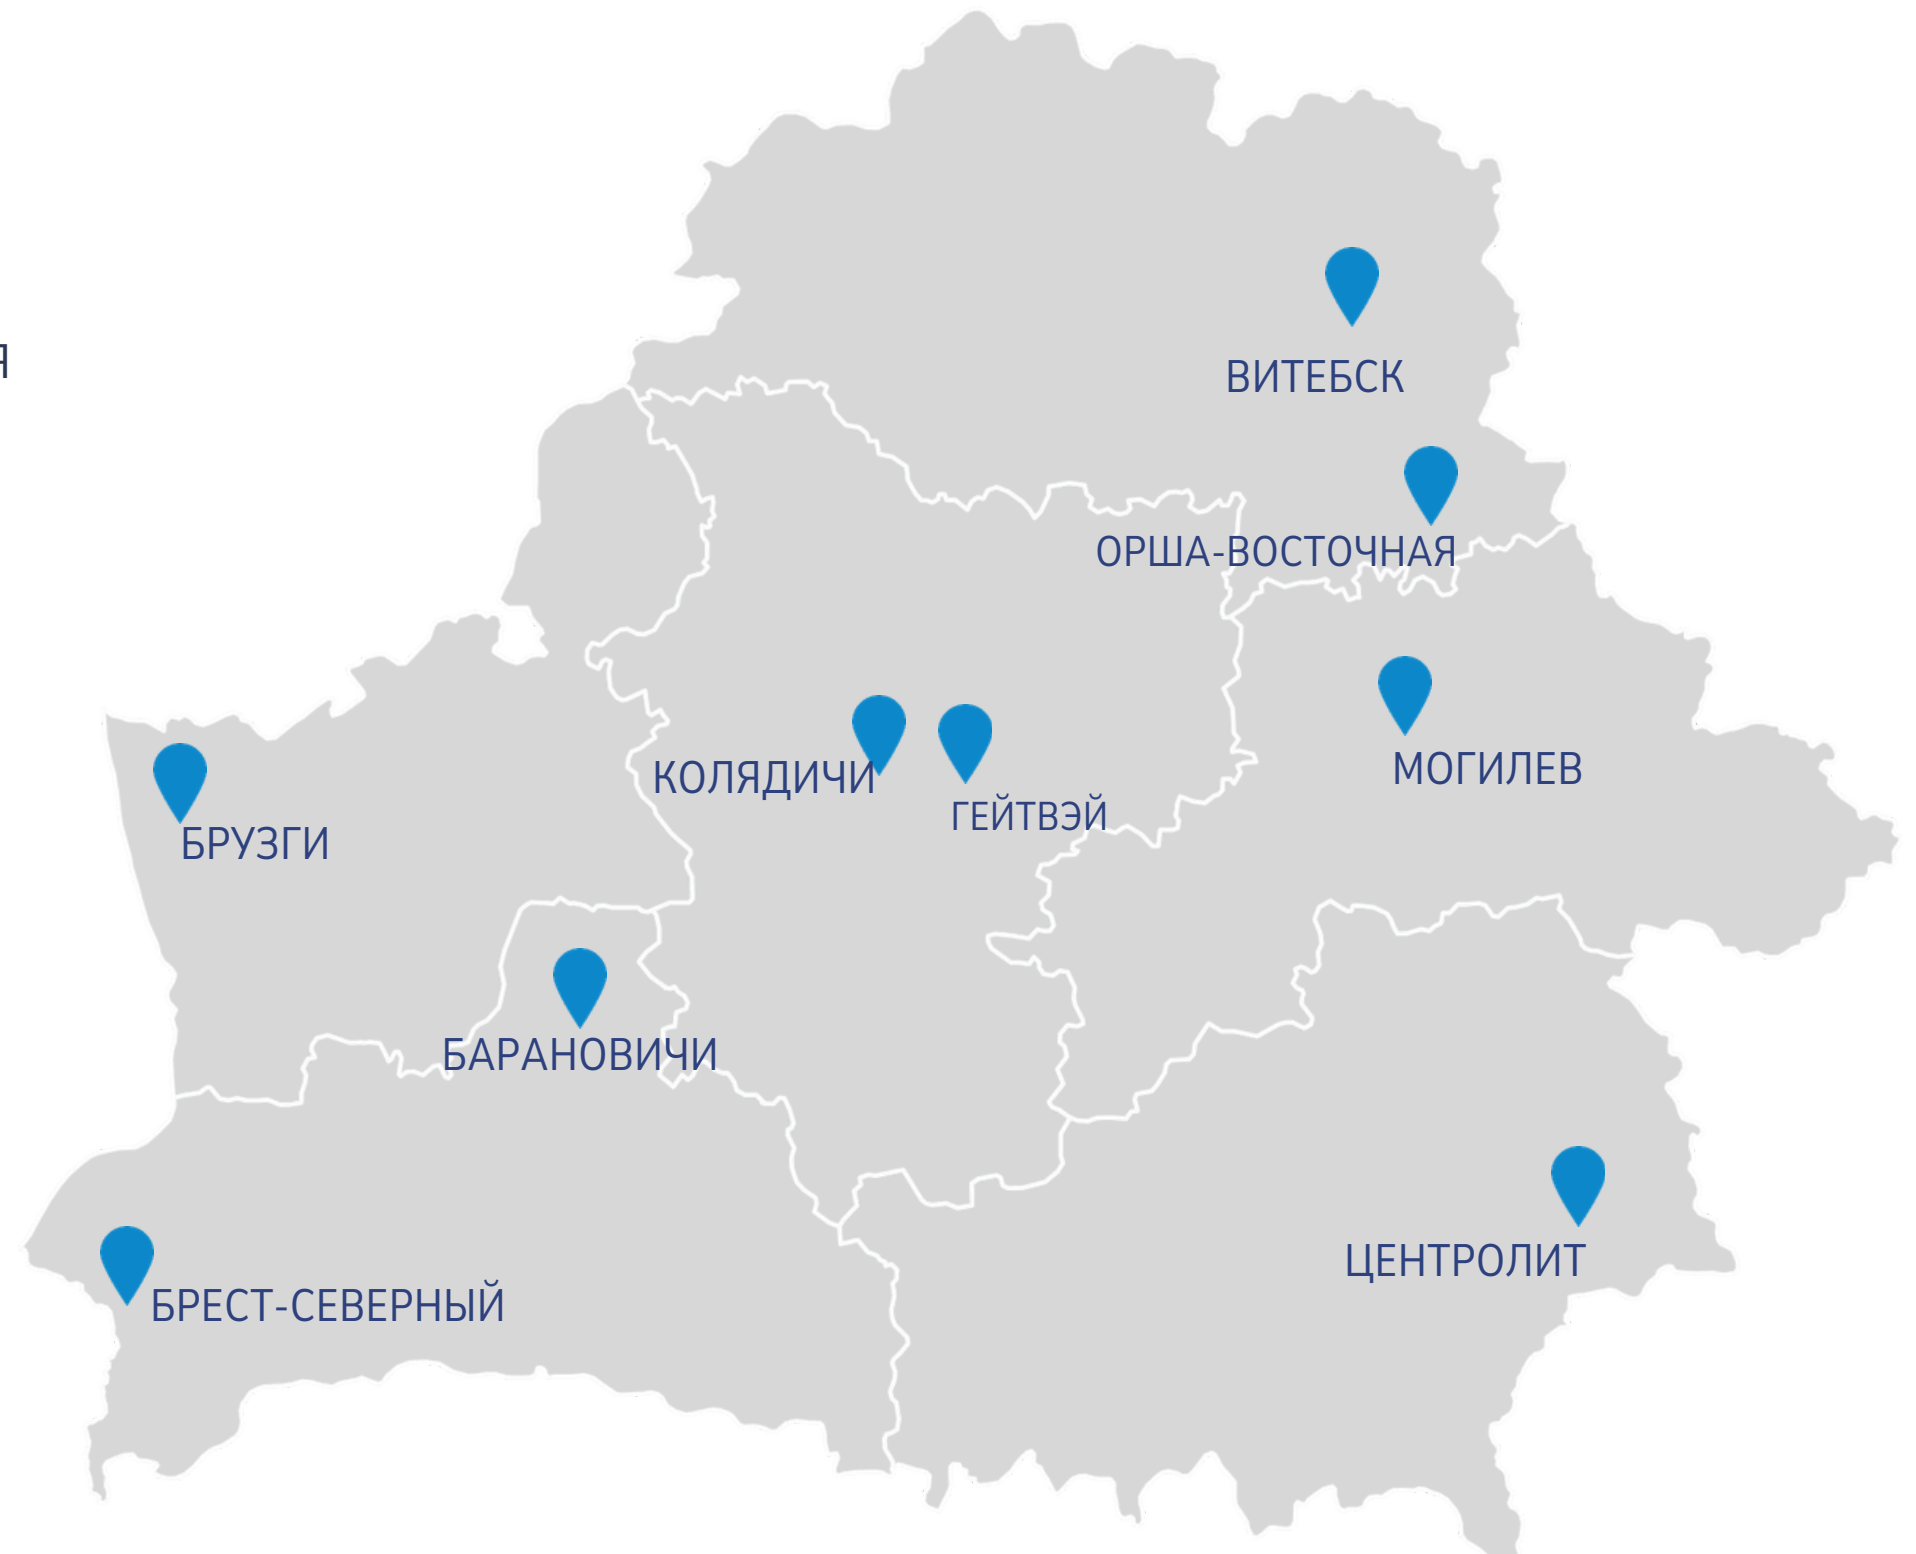 Я
ВИТЕБСК
ОРША-ВОСТОЧНАЯ
МОГИЛЕВ
КОЛЯДИЧИ
ГЕЙТВЭЙ
БРУЗГИ
БАРАНОВИЧИ
ЦЕНТРОЛИТ
БРЕСТ-СЕВЕРНЫЙ